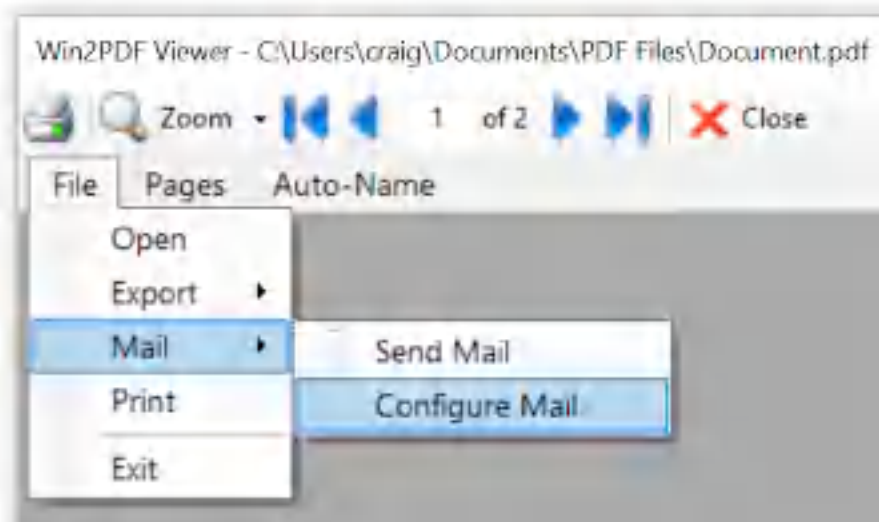 Win2PDF Viewer - C:\Users\craig\Documents\PDF Files\Document.pdf
Zoom 1 of 2 Close
File Pages Auto-Name
Open
Export
Mail
Send Mail
Configure Mail
Print
Exit